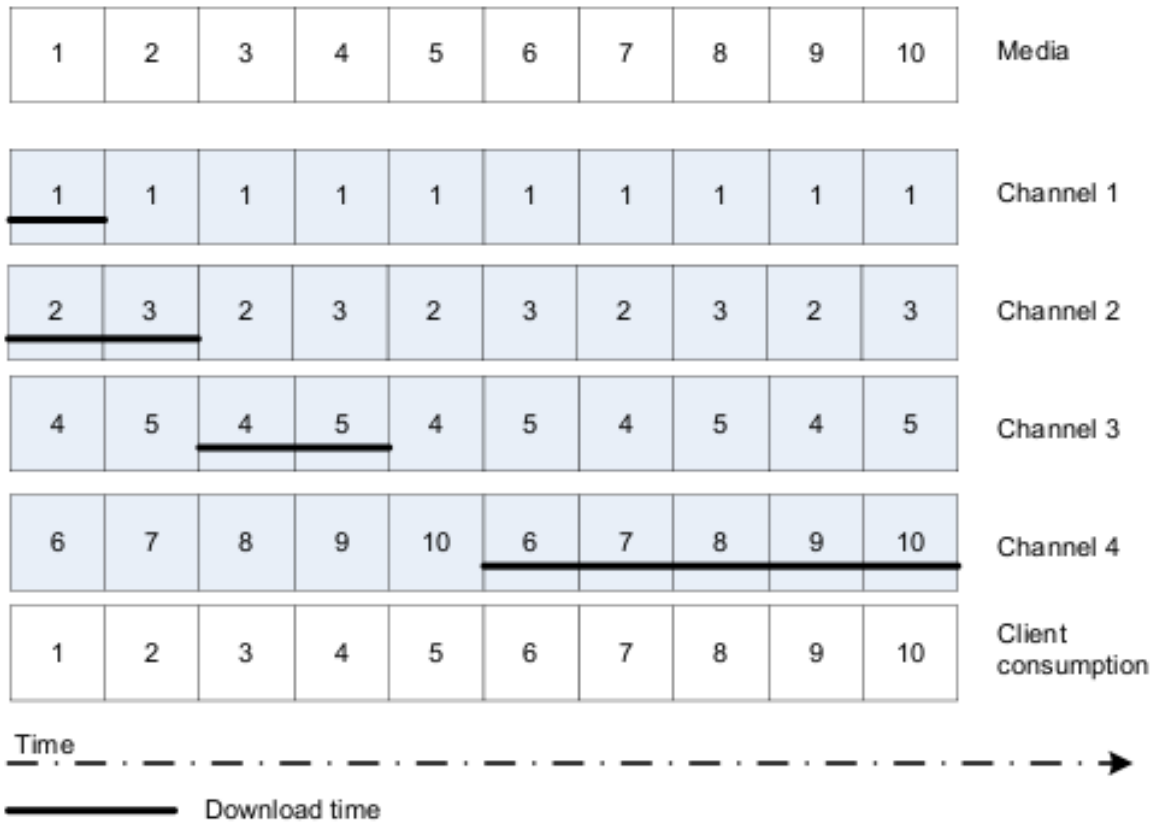 1 2 3 4 5 6 7 8 9 10 Media
1 1 1 1 1 1 1 1 1 1 Channel 1
2 3 2 3 2 3 2 3 2 3 Channel 2
4 5 4 5 4 5 4 5 4 5 Channel 3
6 7 8 9 10 6 7 8 9 10 Channel 4
1 2 3 4 5 6 7 8 9 10 Client
consumption
Time
Download time